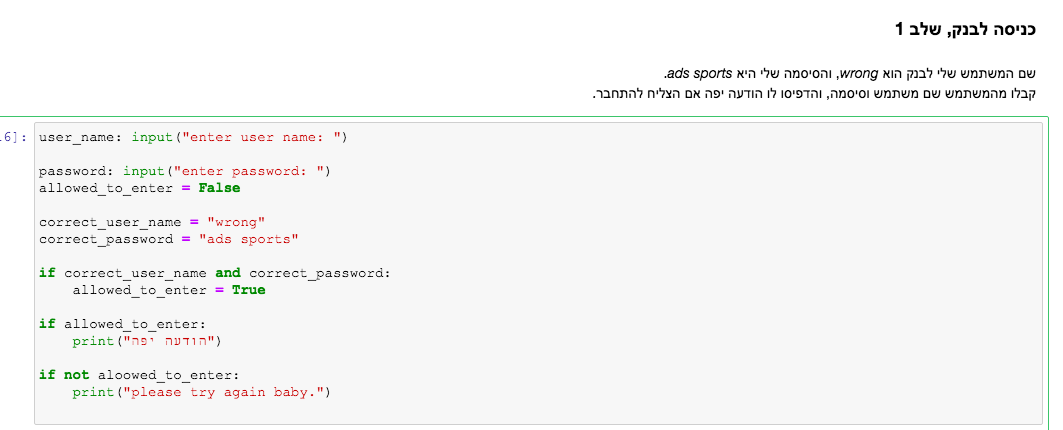 כניסה לבנק, שלב 1
שם המשתמש שלי לבנק הוא wrong, והסיסמה שלי היא ads sports.
קבלו מהמשתמש שם משתמש וסיסמה, והדפיסו לו הודעה יפה אם הצליח להתחבר.
6]:
user_name: input("enter user name: ")
password: input("enter password: ")
allowed_to_enter = False
correct_user_name = "wrong"
correct_password = "ads sports"
if correct_user_name and correct_password:
    allowed_to_enter = True
if allowed_to_enter:
    print("הודעה יפה")
if not aloowed_to_enter:
    print("please try again baby.")